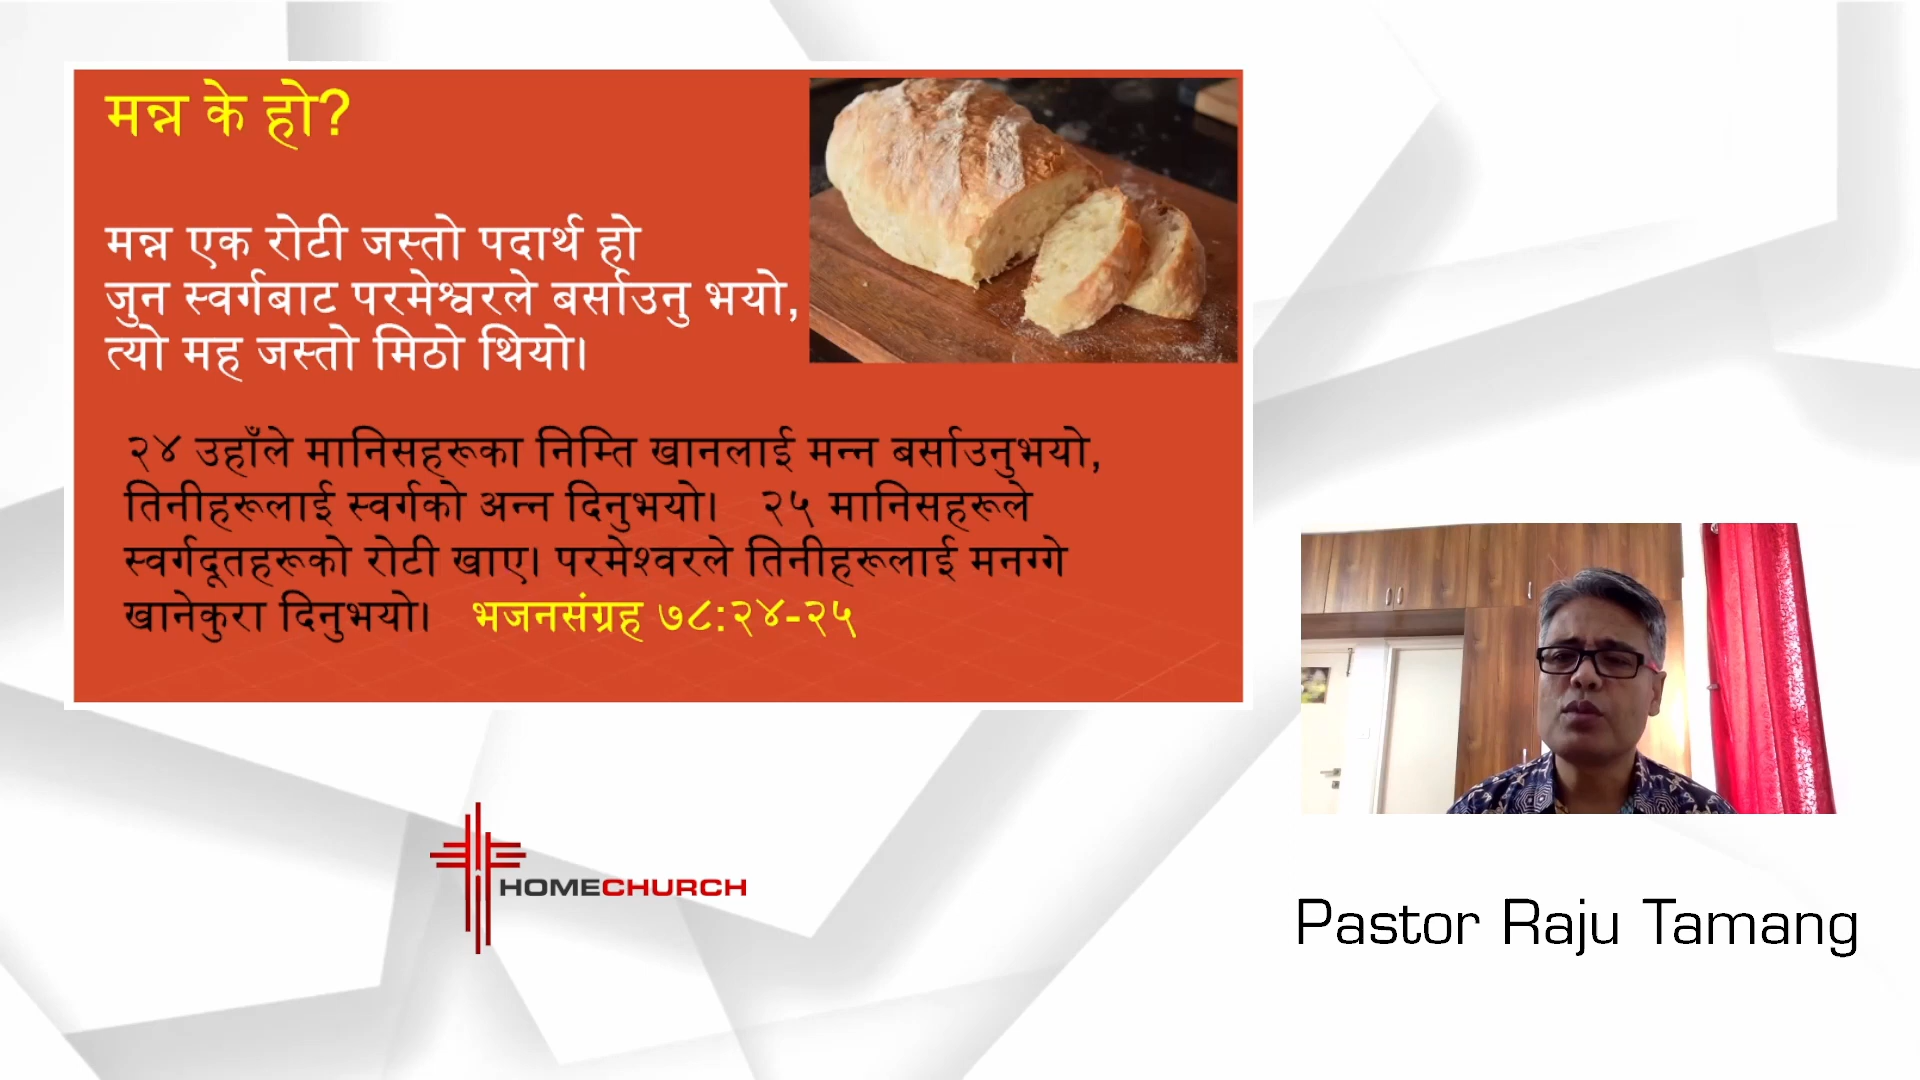 मन्न के हो?
मन्न एक रोटी जस्तो पदार्थ हो
जुन स्वर्गबाट परमेश्वरले बर्साउनु भयो,
त्यो मह जस्तो मिठो थियो।
२४ उहाँले मानिसहरूका निम्ति खानलाई मन्न बर्साउनुभयो,
तिनीहरूलाई स्वर्गको अन्न दिनुभयो। २५ मानिसहरूले
स्वर्गदूतहरूको रोटी खाए। परमेश्वरले तिनीहरूलाई मनग्गे
खानेकुरा दिनुभयो। भजनसंग्रह ७८:२४-२५
HOMECHURCH
Pastor Raju Tamang